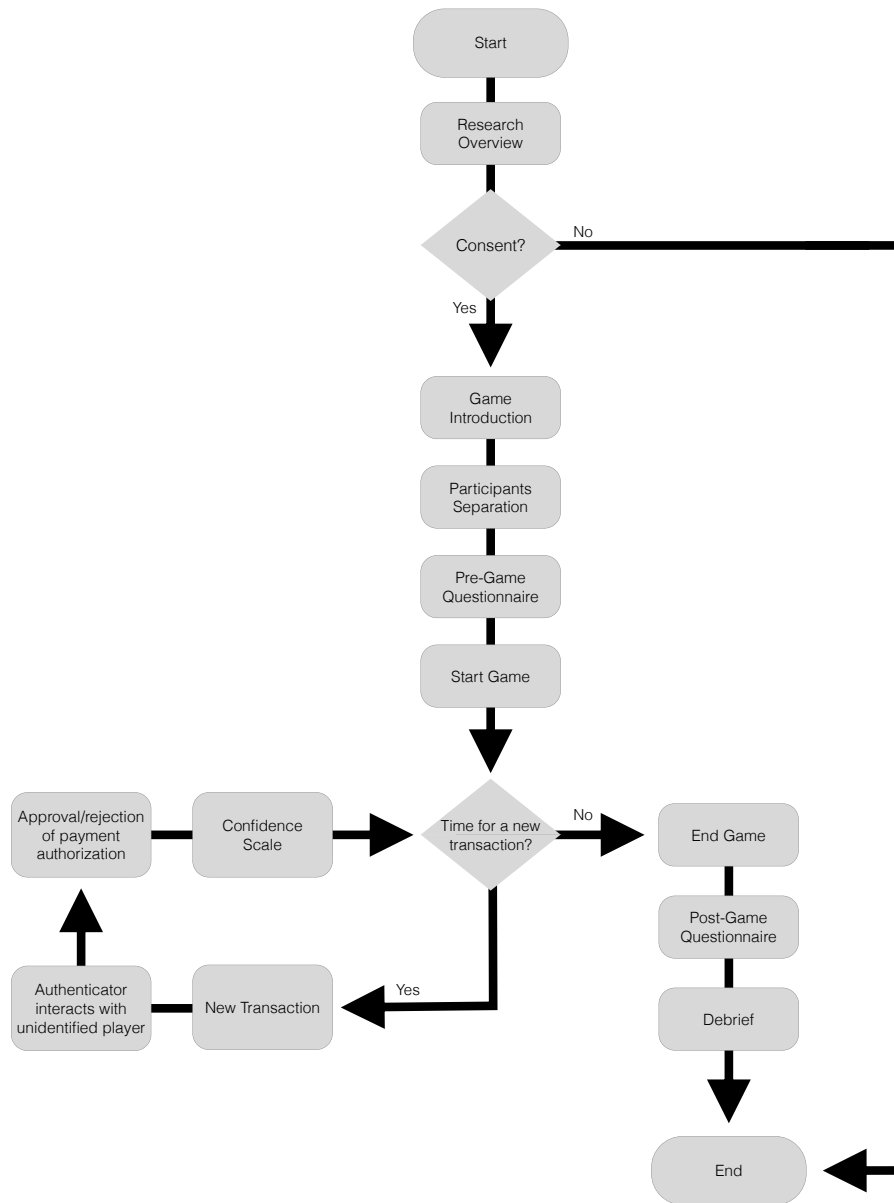 Start
Research
Overview
Consent?
No
Yes
Game
Introduction
Participants
Separation
Pre-Game
Questionnaire
Start Game
Time for a new
transaction?
No
Yes
Approval/rejection
of payment
authorization
Confidence
Scale
Authenticator
interacts with
unidentified player
New Transaction
End Game
Post-Game
Questionnaire
Debrief
End